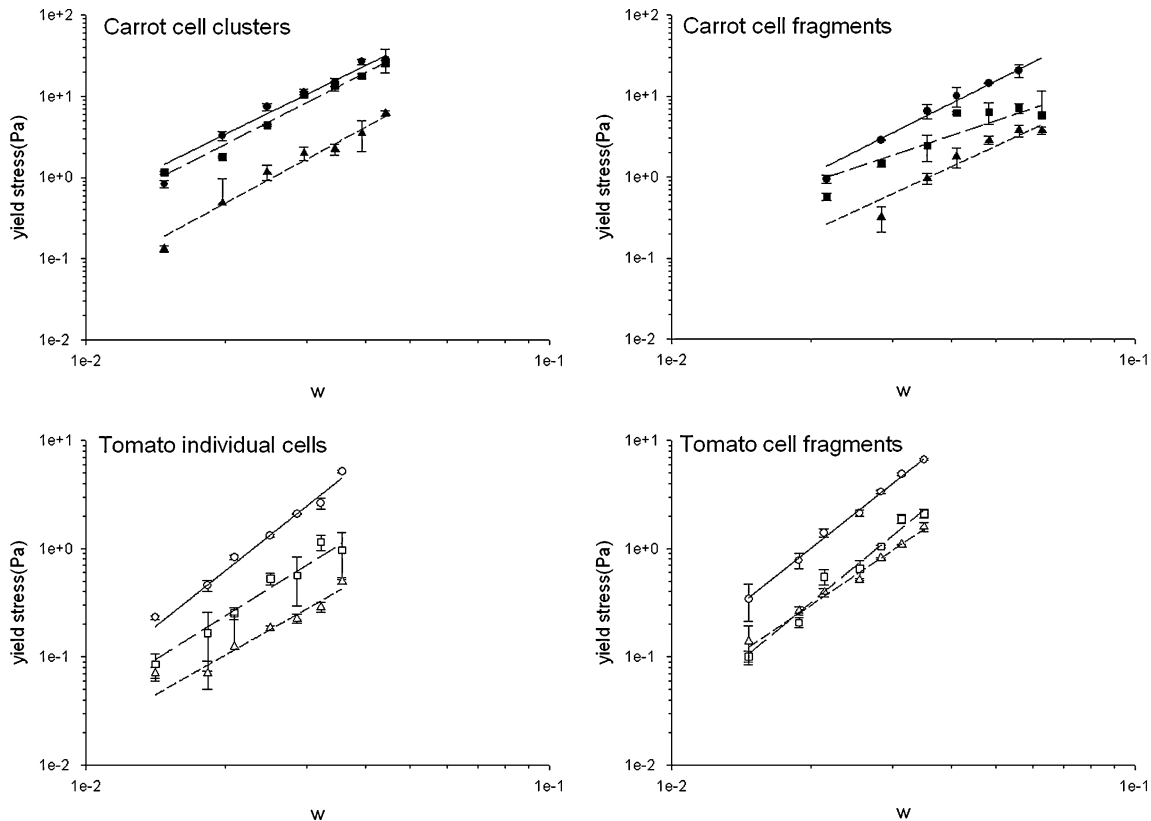 Carrot cell clusters
1e+2
1e+1
1e+0
1e-1
1e-2
yield stress(Pa)
1e-2
1e-1
w
Carrot cell fragments
1e+2
1e+1
1e+0
1e-1
1e-2
yield stress(Pa)
1e-2
1e-1
w
Tomato individual cells
1e+1
1e+0
1e-1
1e-2
yield stress(Pa)
1e-2
1e-1
w
Tomato cell fragments
1e+1
1e+0
1e-1
1e-2
yield stress(Pa)
1e-2
1e-1
w